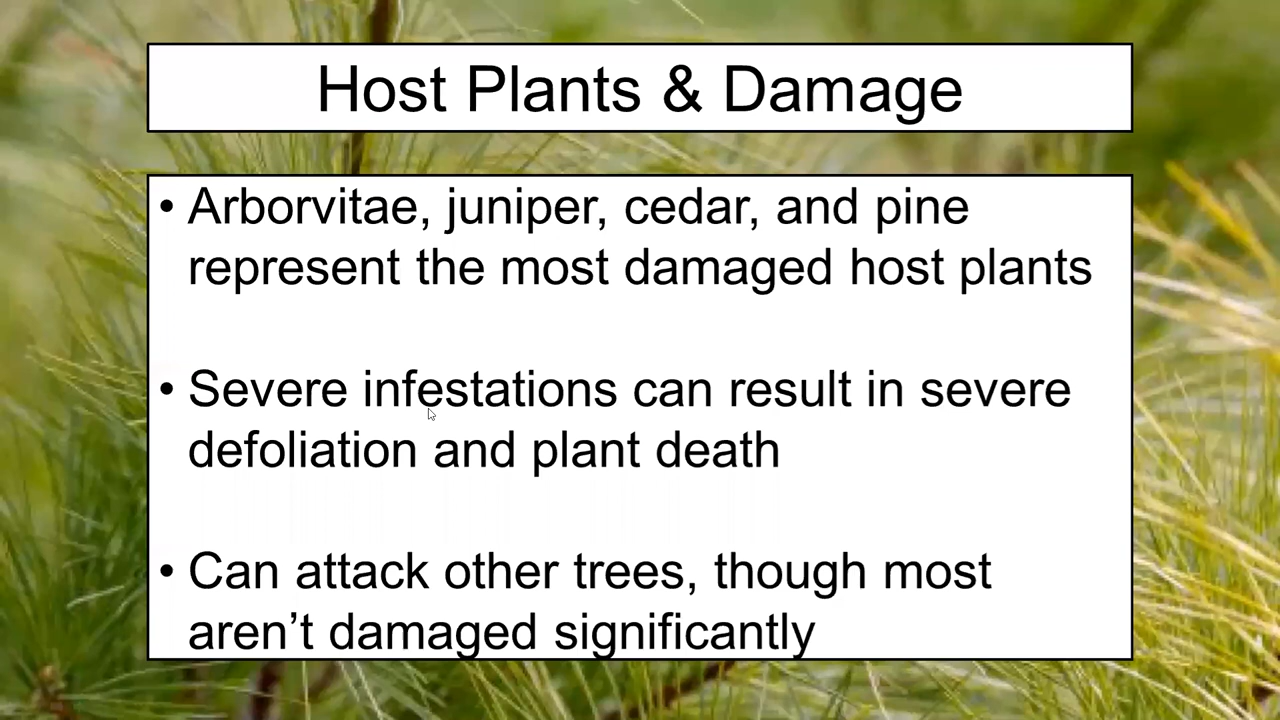 Host Plants & Damage
• Arborvitae, juniper, cedar, and pine
represent the most damaged host plants
• Severe infestations can result in severe
defoliation and plant death
• Can attack other trees, though most
aren’t damaged significantly